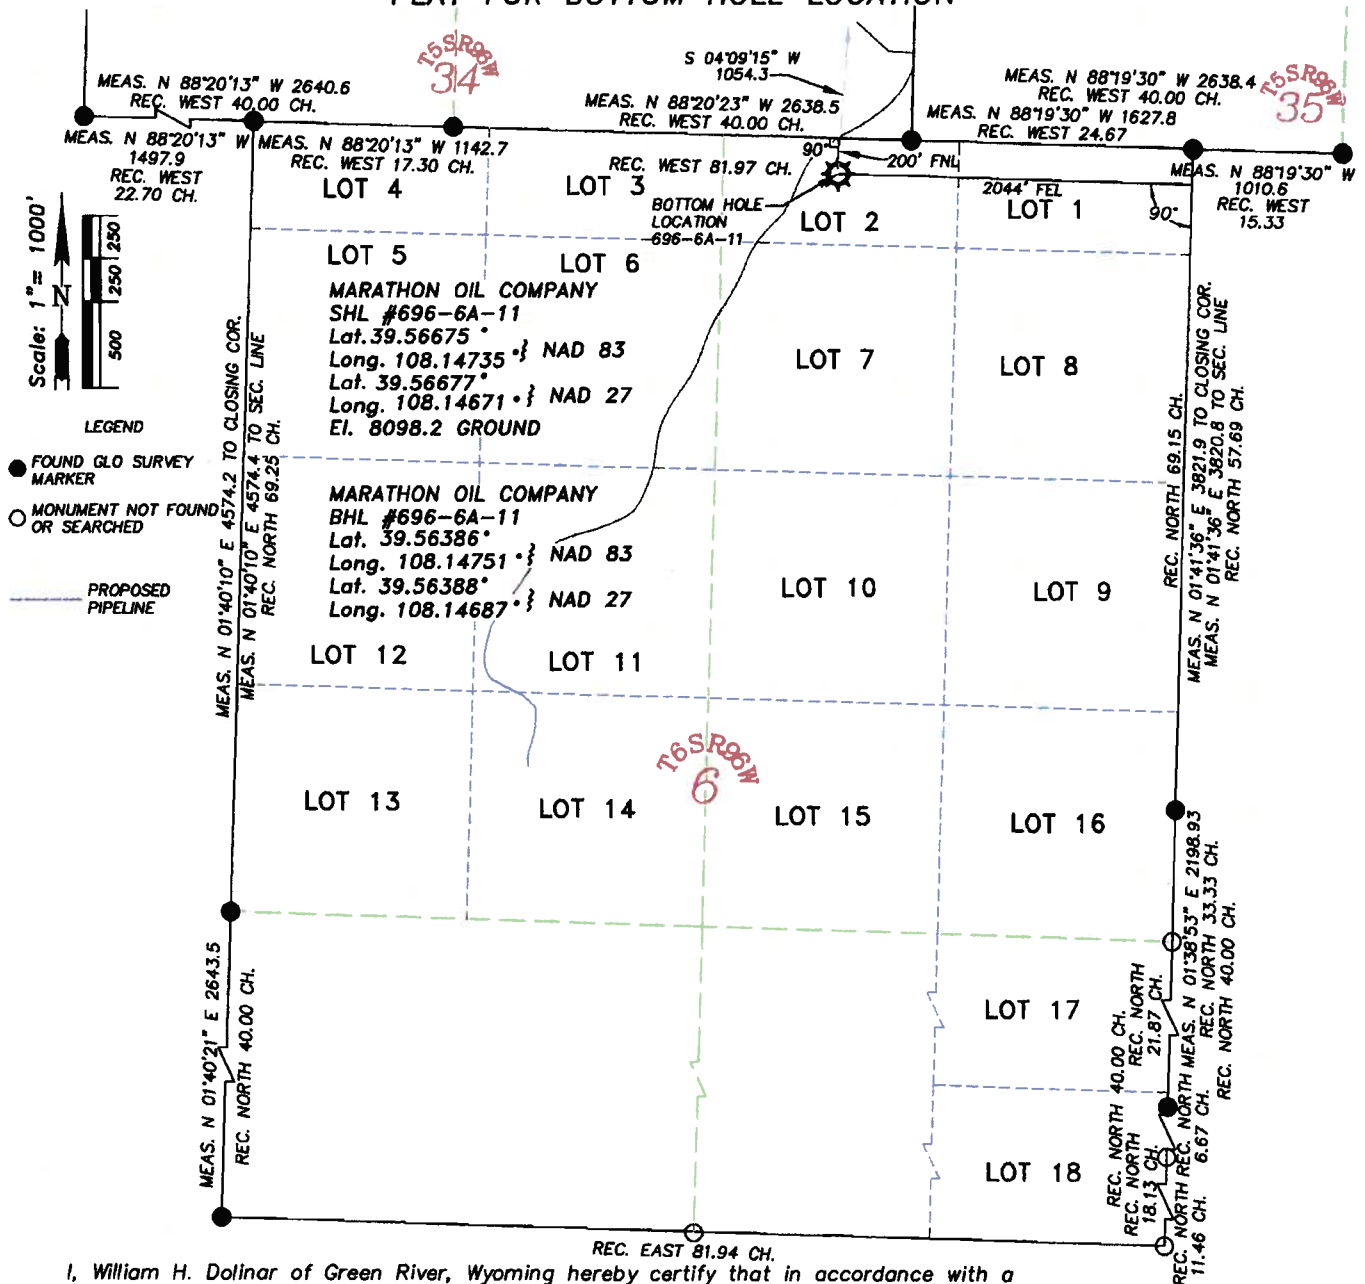 PLAT FOR BOTTOM HOLE LOCATION
T5SR96W
34
S 04°09'15" W
1054.3
MEAS. N 88°20'13" W 2640.6
REC. WEST 40.00 CH.
MEAS. N 88°20'23" W 2638.5
REC. WEST 40.00 CH.
MEAS. N 88°19'30" W 2638.4
REC. WEST 40.00 CH.
MEAS. N 88°19'30" W 1627.8
REC. WEST 24.67
T5SR96W
35
MEAS. N 88°20'13" W
1497.9
REC. WEST
22.70 CH.
MEAS. N 88°20'13" W 1142.7
REC. WEST 17.30 CH.
REC. WEST 81.97 CH.
90°
200' FNL
2044' FEL
90°
MEAS. N 88°19'30" W
1010.6
REC. WEST
15.33
LOT 4
LOT 3
BOTTOM HOLE
LOCATION
696-6A-11
LOT 2
LOT 1
Scale: 1"= 1000'
N
250
250
500
LOT 5
LOT 6
MARATHON OIL COMPANY
SHL #696-6A-11
Lat. 39.56675 °
Long. 108.14735 ° } NAD 83
Lat. 39.56677°
Long. 108.14671 ° } NAD 27
El. 8098.2 GROUND
LOT 7
LOT 8
LEGEND
FOUND GLO SURVEY
MARKER
MONUMENT NOT FOUND
OR SEARCHED
PROPOSED
PIPELINE
MARATHON OIL COMPANY
BHL #696-6A-11
Lat. 39.56386°
Long. 108.14751 ° } NAD 83
Lat. 39.56388°
Long. 108.14687 ° } NAD 27
LOT 10
LOT 9
MEAS. N 01°40'10" E 4574.2 TO CLOSING COR.
MEAS. N 01°40'10" E 4574.4 TO SEC. LINE
REC. NORTH 69.25 CH.
REC. NORTH 69.15 CH.
MEAS. N 01°41'36" E 3821.9 TO CLOSING COR.
MEAS. N 01°41'36" E 3820.8 TO SEC. LINE
REC. NORTH 57.69 CH.
LOT 12
LOT 11
T6SR96W
6
LOT 13
LOT 14
LOT 15
LOT 16
MEAS. N 01°40'21" E 2643.5
REC. NORTH 40.00 CH.
LOT 17
LOT 18
REC. NORTH 40.00 CH.
REC. NORTH
21.87 CH.
REC. NORTH
18.13 CH.
MEAS. N 01°38'53" E 2198.93
REC. NORTH 33.33 CH.
REC. NORTH 40.00 CH.
REC. NORTH
6.67 CH.
REC. NORTH
11.46 CH.
REC. EAST 81.94 CH.
I, William H. Dolinar of Green River, Wyoming hereby certify that in accordance with a